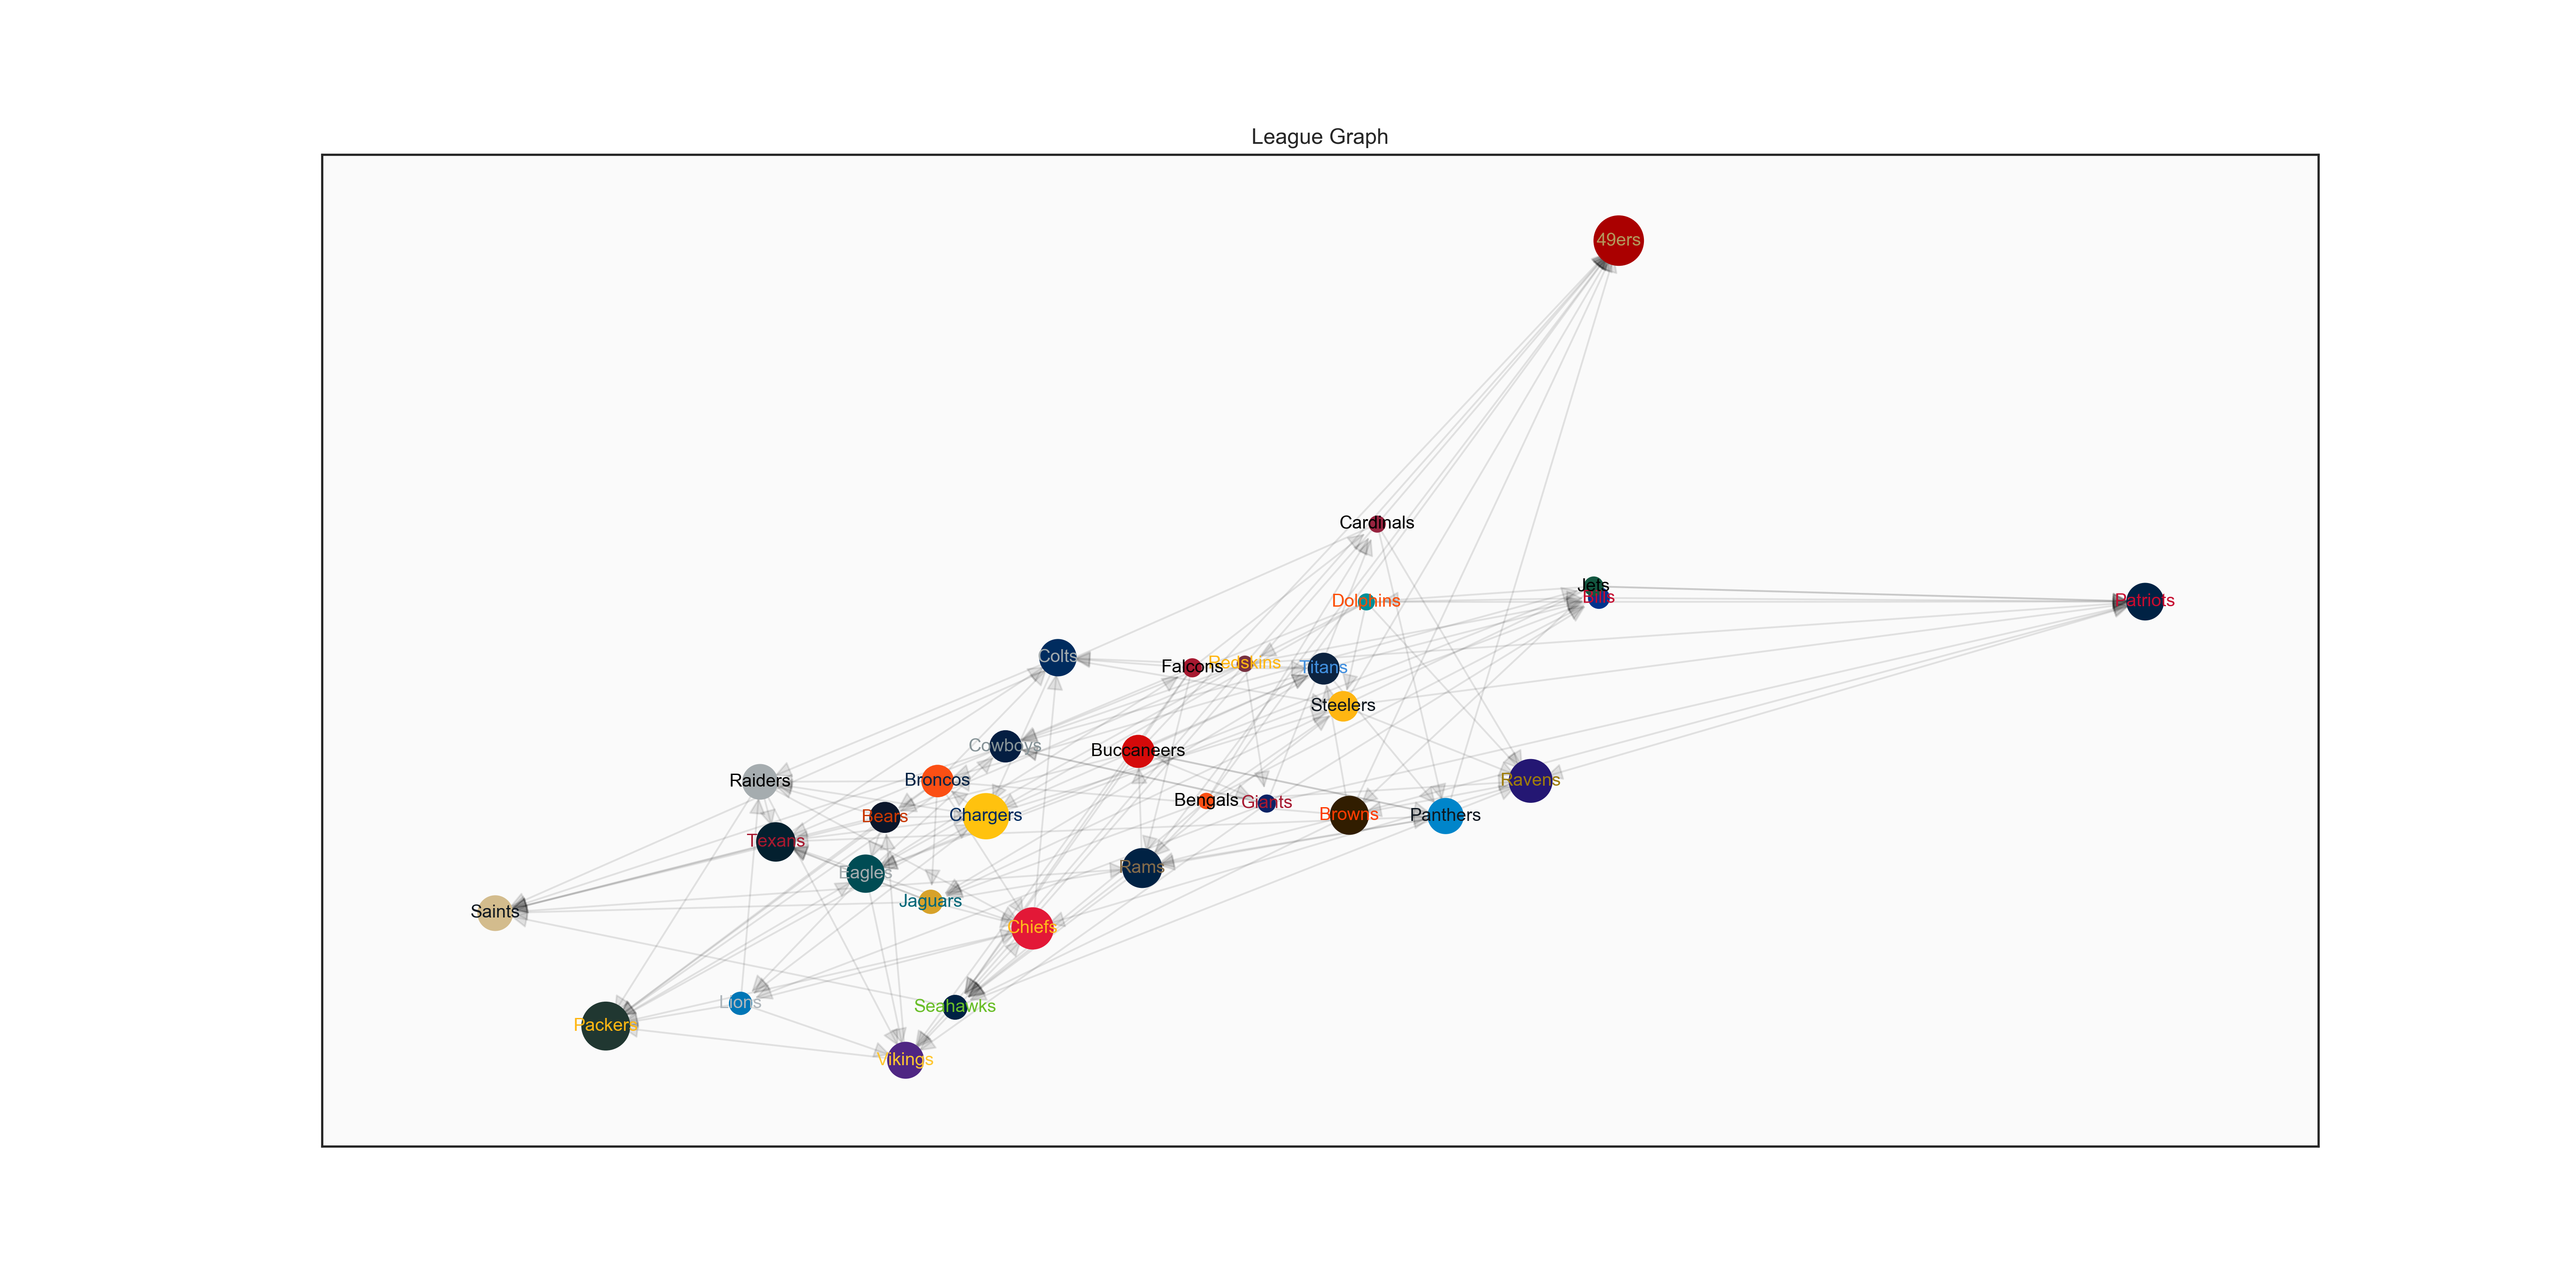 League Graph
49ers
Cardinals
Jets
Bills
Dolphins
Patriots
Colts
Falcons
Redskins
Titans
Steelers
Cowboys
Buccaneers
Raiders
Broncos
Ravens
Bengals
Giants
Bears
Chargers
Browns
Panthers
Texans
Eagles
Rams
Jaguars
Saints
Chiefs
Lions
Seahawks
Packers
Vikings